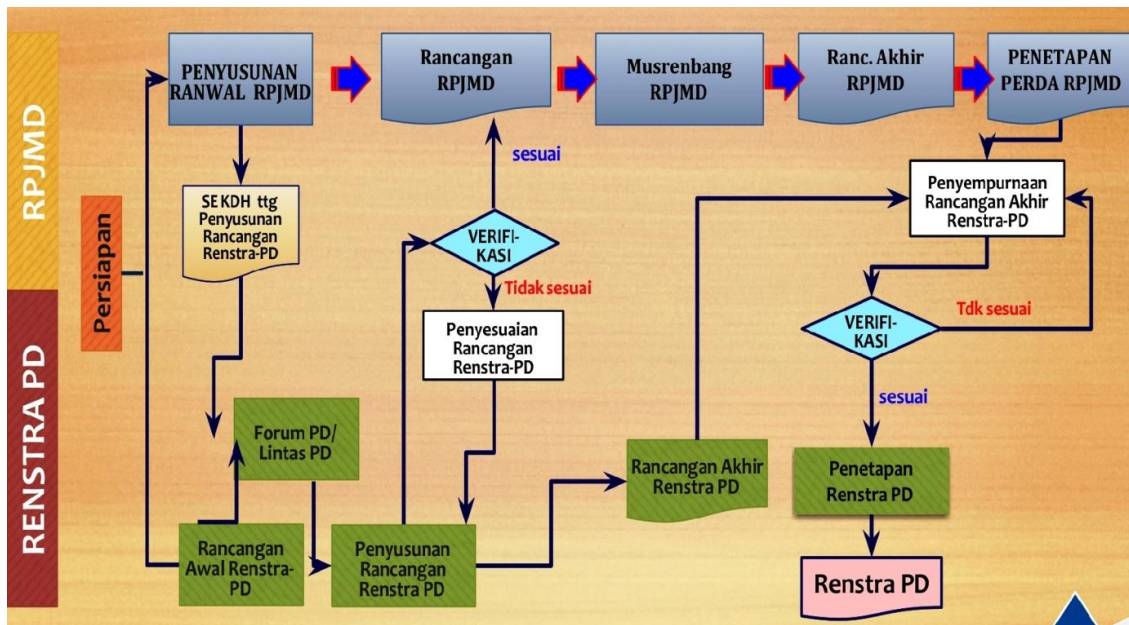 RPJMD
RENSTRA PD
Persiapan
PENYUSUNAN
RANWAL RPJMD
Rancangan
RPJMD
Musrenbang
RPJMD
Ranc. Akhir
RPJMD
PENETAPAN
PERDA RPJMD
SE KDH ttg
Penyusunan
Rancangan
Renstra-PD
sesuai
VERIFI-
KASI
Tidak sesuai
Penyesuaian
Rancangan
Renstra-PD
Penyempurnaan
Rancangan Akhir
Renstra-PD
VERIFI-
KASI
Tdk sesuai
sesuai
Forum PD/
Lintas PD
Rancangan
Awal Renstra-
PD
Penyusunan
Rancangan
Renstra PD
Rancangan Akhir
Renstra PD
Penetapan
Renstra PD
Renstra PD